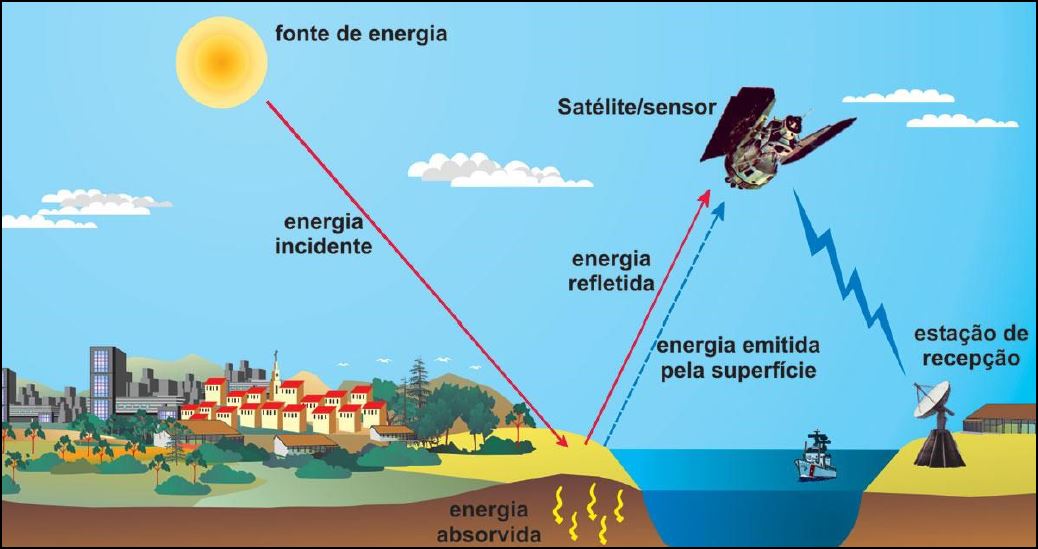 fonte de energia
Satélite/sensor
energia
incidente
energia
refletida
energia emitida
pela superfície
estação de
recepção
energia
absorvida